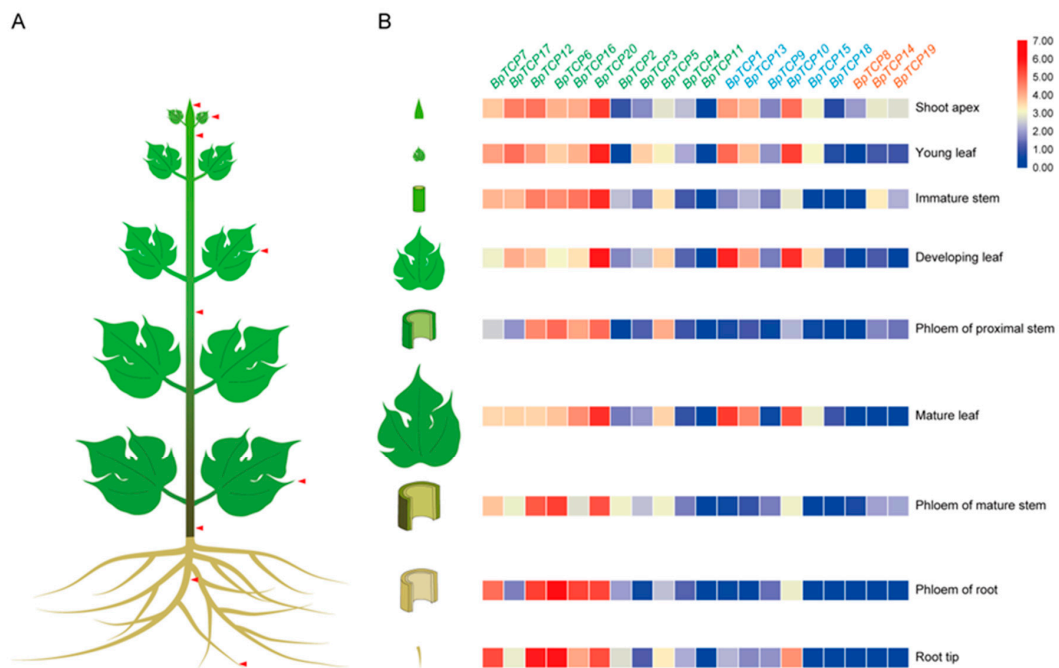 A
B
BpTCP7 BpTCP17 BpTCP12 BpTCP6 BpTCP16 BpTCP20 BpTCP2 BpTCP3 BpTCP5 BpTCP4 BpTCP11 BpTCP1 BpTCP13 BpTCP9 BpTCP10 BpTCP15 BpTCP18 BpTCP8 BpTCP14 BpTCP19
7.00
6.00
5.00
4.00
3.00
2.00
1.00
0.00
Shoot apex
Young leaf
Immature stem
Developing leaf
Phloem of proximal stem
Mature leaf
Phloem of mature stem
Phloem of root
Root tip